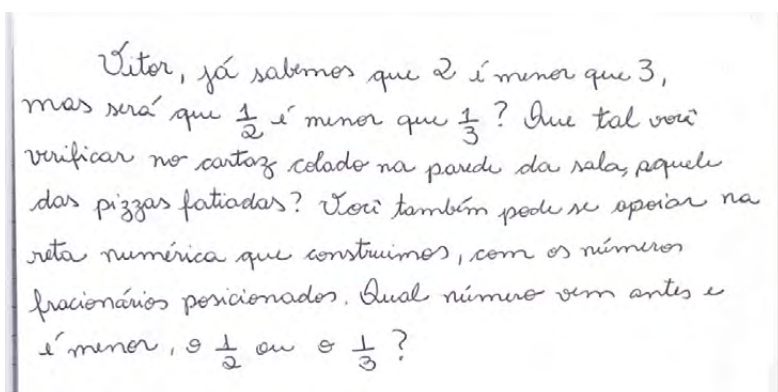 Vitor, já sabemos que 2 é menor que 3,
mas será que 1/2 é menor que 1/3? Que tal você
verificar no cartaz colado na parede da sala, aquele
das pizzas fatiadas? Você também pode se apoiar na
reta numérica que construimos, com os números
fracionários posicionados. Qual número vem antes e
é menor, o 1/2 ou o 1/3?